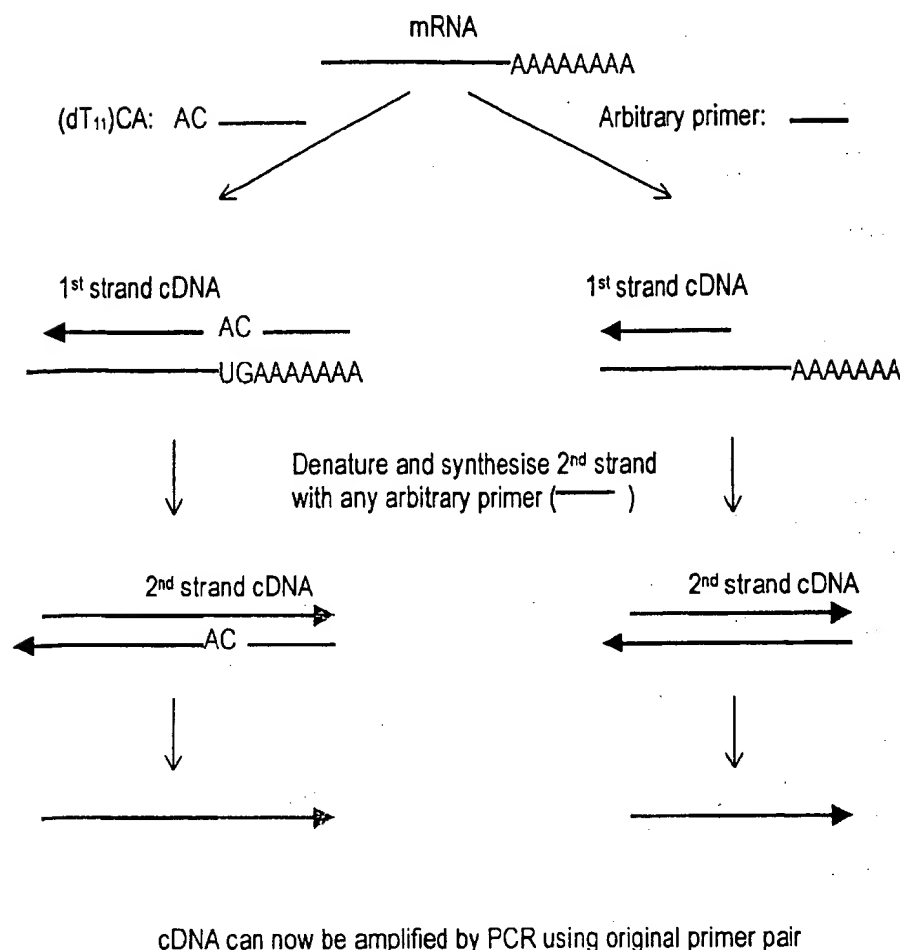 mRNA
AAAAAAAA
(dT₁₁)CA: AC
Arbitrary primer:
1st strand cDNA
1st strand cDNA
AC
UGAAAAAAA
AAAAAAA
Denature and synthesise 2nd strand
with any arbitrary primer ( )
2nd strand cDNA
2nd strand cDNA
AC
cDNA can now be amplified by PCR using original primer pair